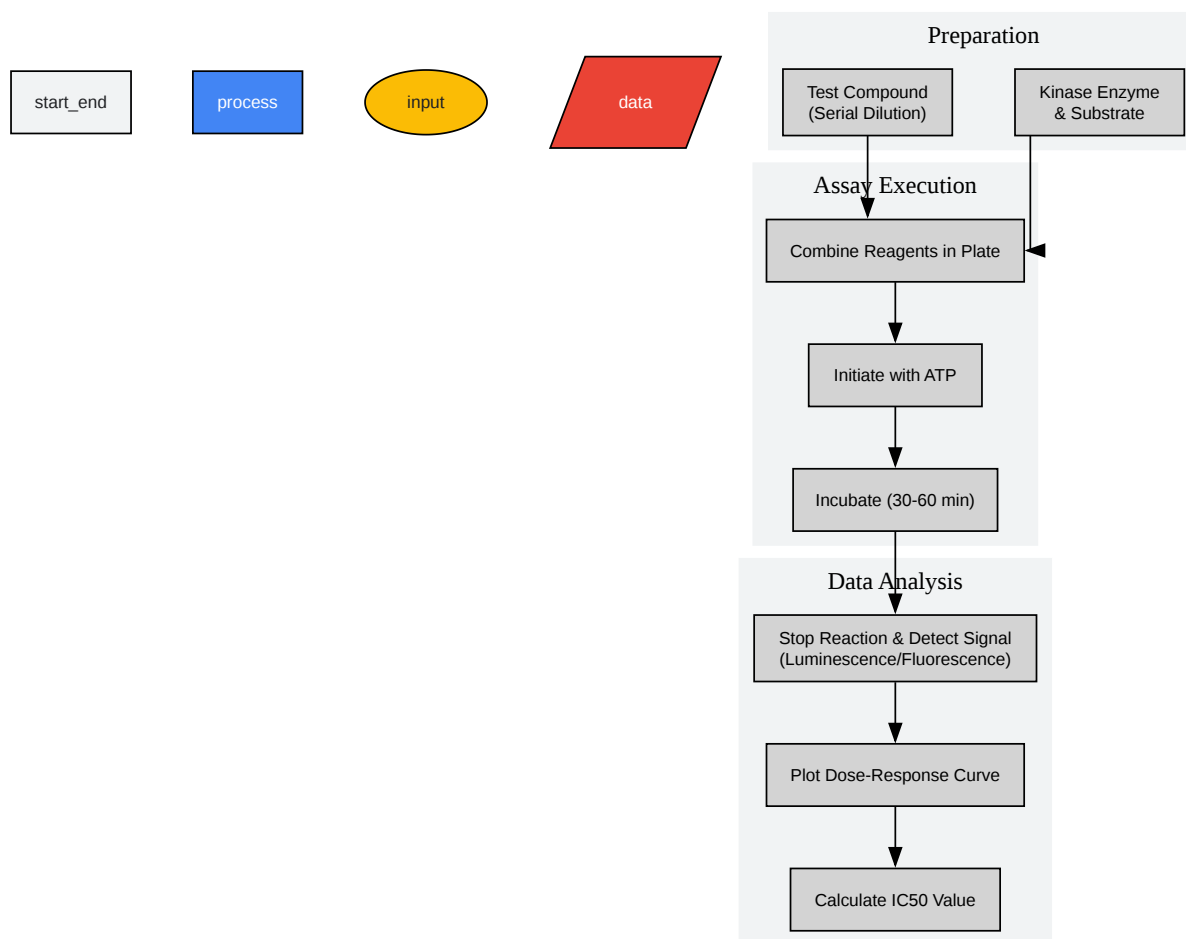 start_end
process
input
data
Preparation
Test Compound
(Serial Dilution)
Kinase Enzyme
& Substrate
Assay Execution
Combine Reagents in Plate
Initiate with ATP
Incubate (30-60 min)
Data Analysis
Stop Reaction & Detect Signal
(Luminescence/Fluorescence)
Plot Dose-Response Curve
Calculate IC50 Value